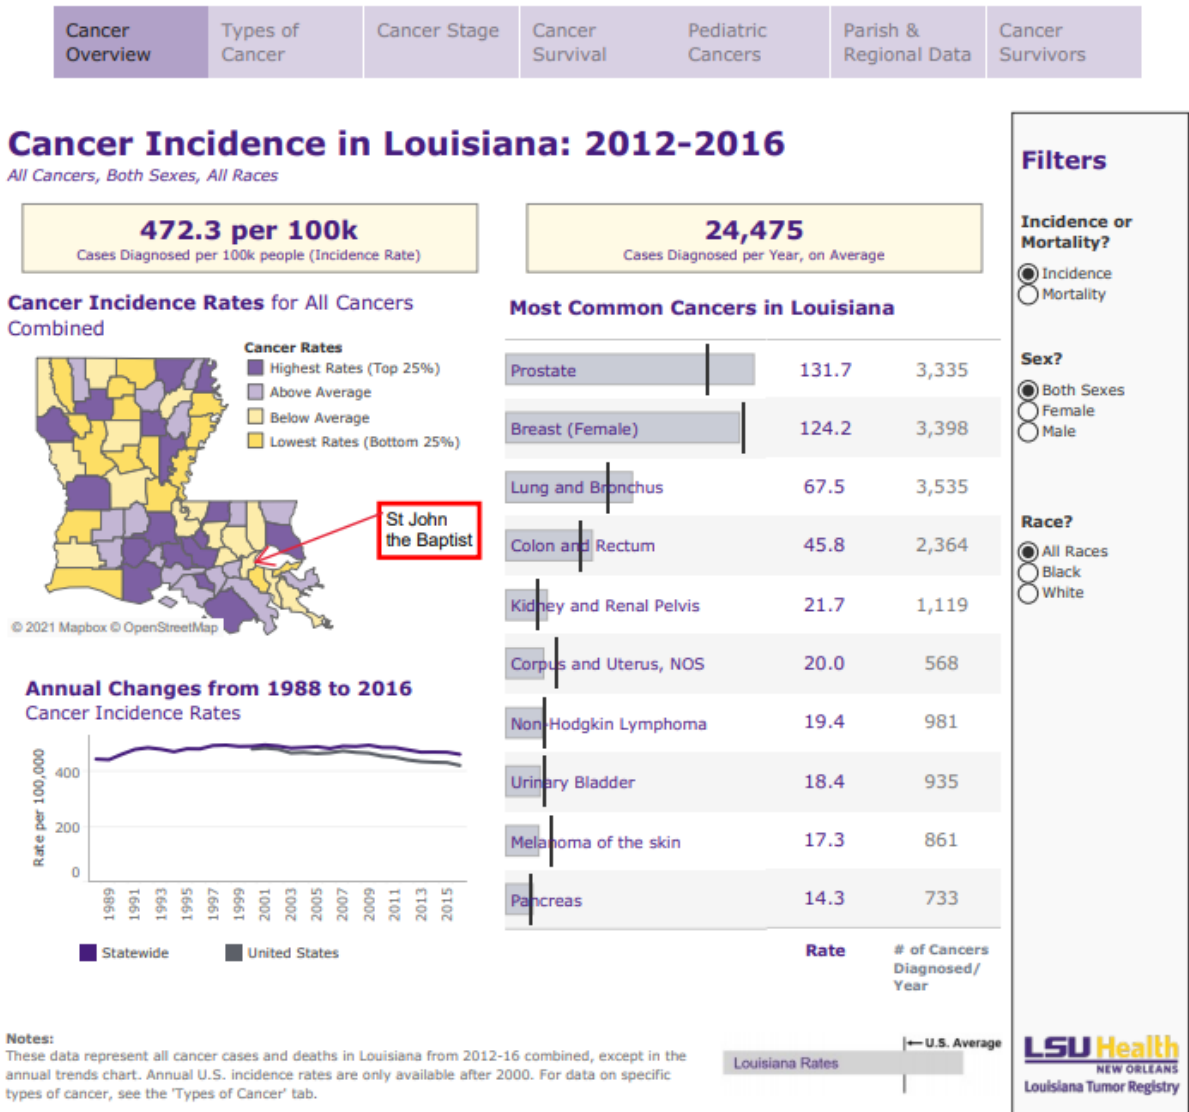 Cancer Overview
Types of Cancer
Cancer Stage
Cancer Survival
Pediatric Cancers
Parish & Regional Data
Cancer Survivors
Cancer Incidence in Louisiana: 2012-2016
All Cancers, Both Sexes, All Races
472.3 per 100k
Cases Diagnosed per 100k people (Incidence Rate)
24,475
Cases Diagnosed per Year, on Average
Cancer Incidence Rates for All Cancers
Combined
Cancer Rates
Highest Rates (Top 25%)
Above Average
Below Average
Lowest Rates (Bottom 25%)
St John
the Baptist
© 2021 Mapbox © OpenStreetMap
Annual Changes from 1988 to 2016
Cancer Incidence Rates
Rate per 100,000
400
200
0
1989 1991 1993 1995 1997 1999 2001 2003 2005 2007 2009 2011 2013 2015
Statewide United States
Most Common Cancers in Louisiana
Prostate 131.7 3,335
Breast (Female) 124.2 3,398
Lung and Bronchus 67.5 3,535
Colon and Rectum 45.8 2,364
Kidney and Renal Pelvis 21.7 1,119
Corpus and Uterus, NOS 20.0 568
Non-Hodgkin Lymphoma 19.4 981
Urinary Bladder 18.4 935
Melanoma of the skin 17.3 861
Pancreas 14.3 733
Rate # of Cancers
Diagnosed/
Year
Filters
Incidence or
Mortality?
Incidence
Mortality
Sex?
Both Sexes
Female
Male
Race?
All Races
Black
White
Notes:
These data represent all cancer cases and deaths in Louisiana from 2012-16 combined, except in the
annual trends chart. Annual U.S. incidence rates are only available after 2000. For data on specific
types of cancer, see the 'Types of Cancer' tab.
U.S. Average
Louisiana Rates
LSU Health
NEW ORLEANS
Louisiana Tumor Registry